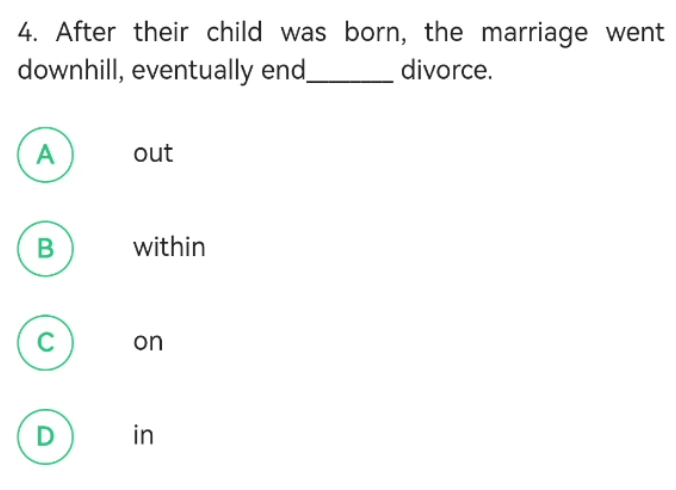 4. After their child was born, the marriage went
downhill, eventually end_______ divorce.
A out
B within
C on
D in